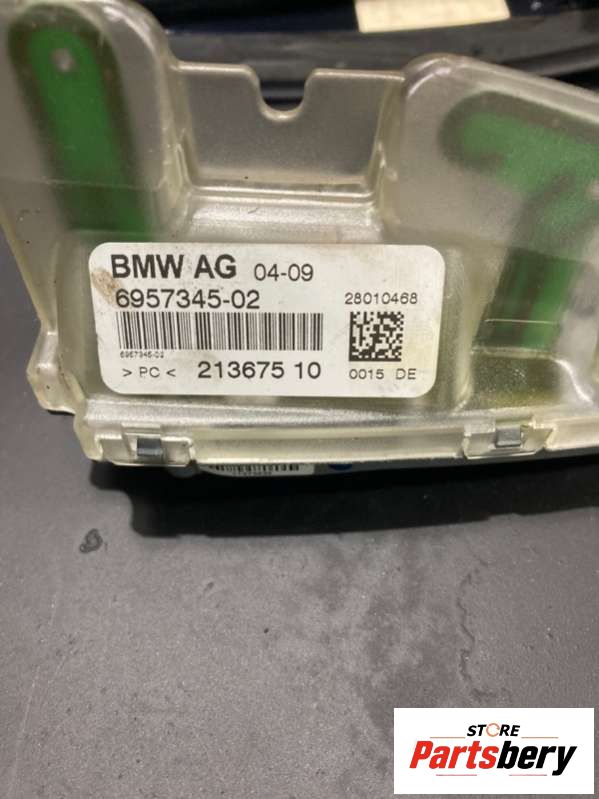 BMW AG 04-09
6957345-02
28010468
6957345-02
> PC < 213675 10
0015 DE
STORE
Partsbery